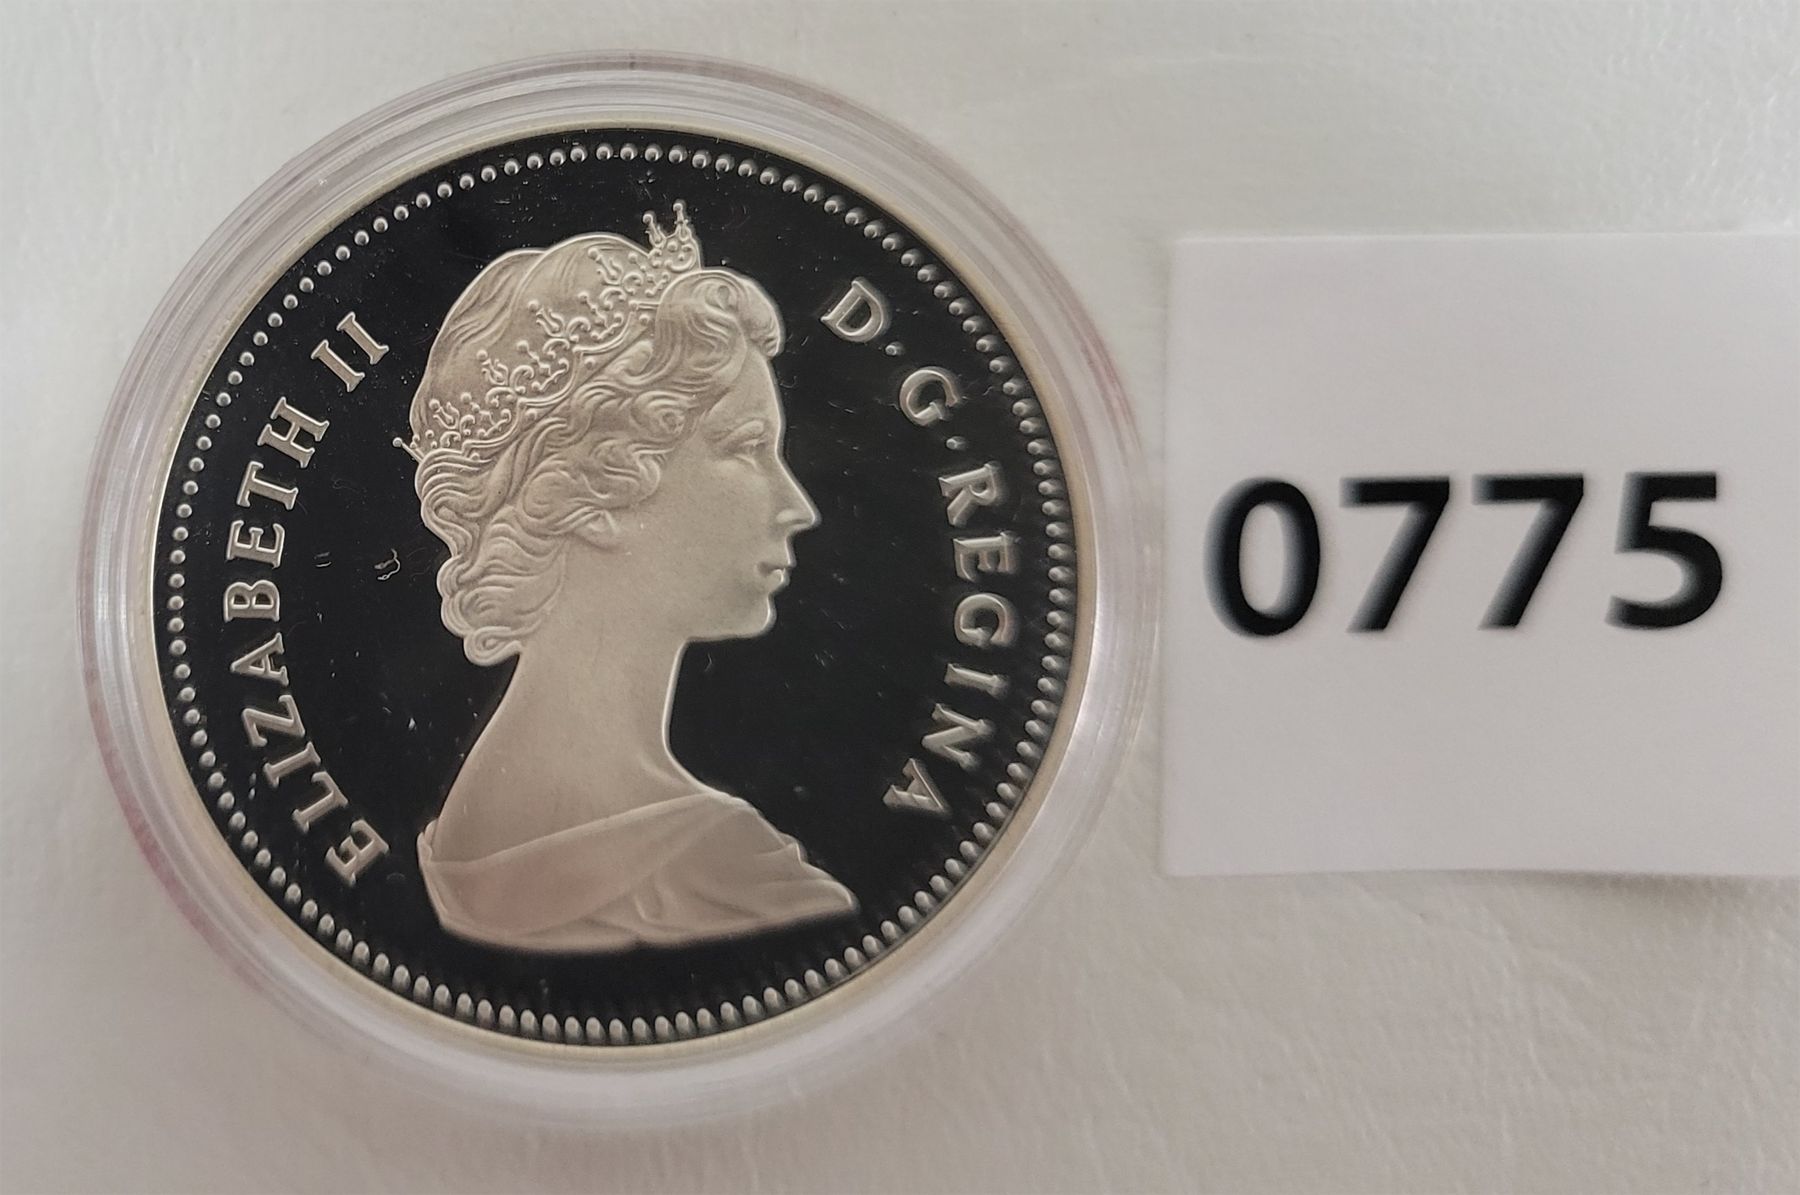 ELIZABETH II D. G. REGINA
0775